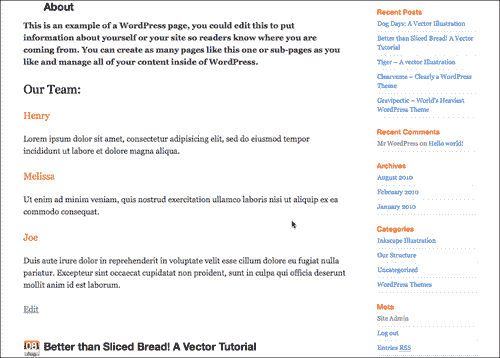 About
This is an example of a WordPress page, you could edit this to put
information about yourself or your site so readers know where you are
coming from. You can create as many pages like this one or sub-pages as you
like and manage all of your content inside of WordPress.
Our Team:
Henry
Lorem ipsum dolor sit amet, consectetur adipisicing elit, sed do eiusmod tempor
incididunt ut labore et dolore magna aliqua.
Melissa
Ut enim ad minim veniam, quis nostrud exercitation ullamco laboris nisi ut aliquip ex ea
commodo consequat.
Joe
Duis aute irure dolor in reprehenderit in voluptate velit esse cillum dolore eu fugiat nulla
pariatur. Excepteur sint occaecat cupidatat non proident, sunt in culpa qui officia deserunt
mollit anim id est laborum.
Edit
08
Aug
Better than Sliced Bread! A Vector Tutorial
Recent Posts
Dog Days: A Vector Illustration
Better than Sliced Bread! A Vector
Tutorial
Tiger – A vector Illustration
Clearvenne – Clearly a WordPress
Theme
Gravipectic – World's Heaviest
WordPress Theme
Recent Comments
Mr WordPress on Hello world!
Archives
August 2010
February 2010
January 2010
Categories
Inkscape Illustration
Our Structure
Uncategorized
WordPress Themes
Meta
Site Admin
Log out
Entries RSS